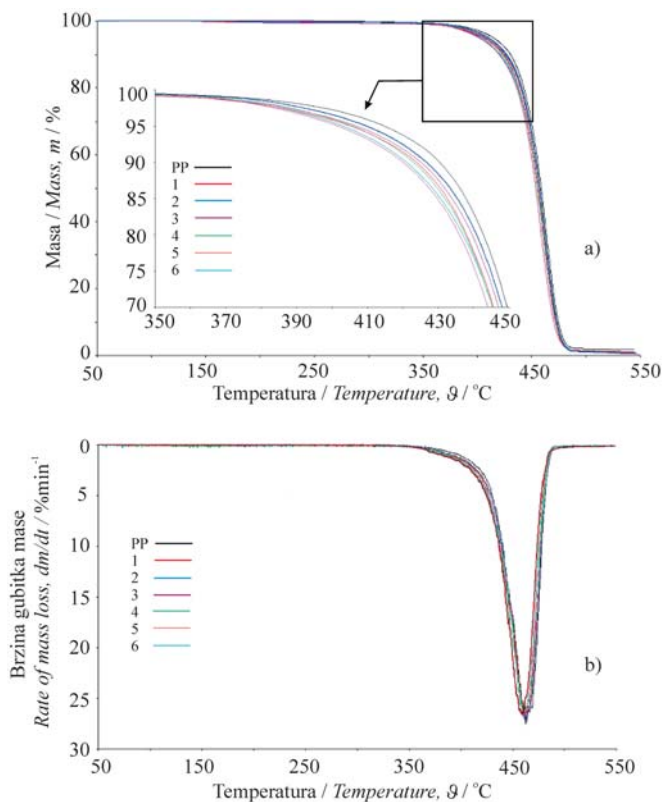 100
80
60
40
20
0
Masa / Mass, m / %
100
95
90
85
80
75
70
PP
1
2
3
4
5
6
350 370 390 410 430 450
a)
50 150 250 350 450 550
Temperatura / Temperature, ϑ / °C
0
5
10
15
20
25
30
Brzina gubitka mase
Rate of mass loss, dm/dt / %min⁻¹
PP
1
2
3
4
5
6
b)
50 150 250 350 450 550
Temperatura / Temperature, ϑ / °C